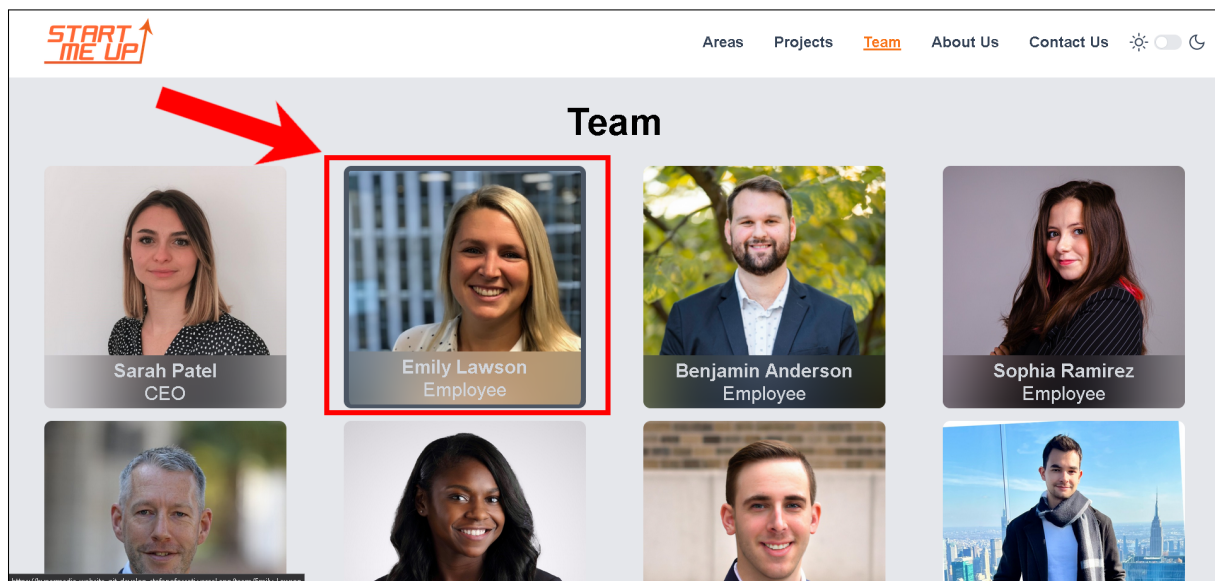 START
ME UP
Areas Projects Team About Us Contact Us
Team
Sarah Patel
CEO
Emily Lawson
Employee
Benjamin Anderson
Employee
Sophia Ramirez
Employee